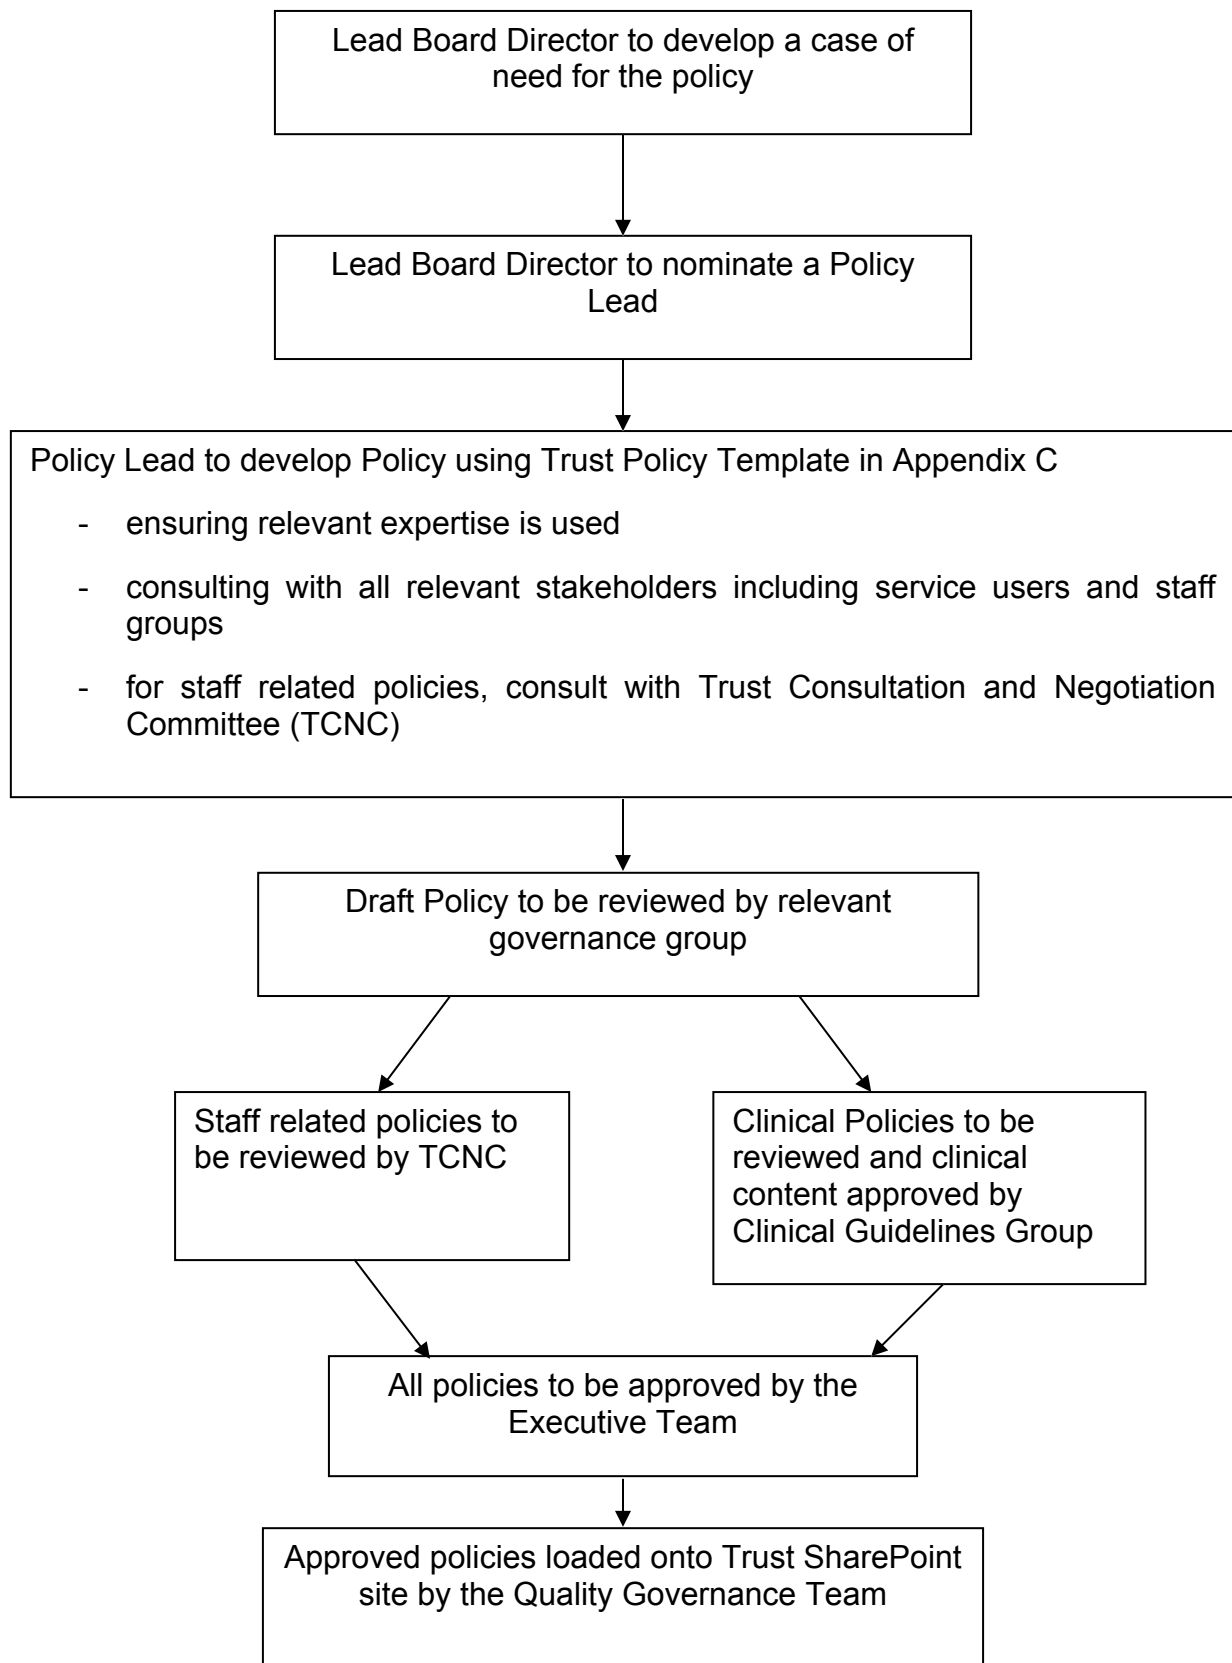 Lead Board Director to develop a case of
need for the policy
Lead Board Director to nominate a Policy
Lead
Policy Lead to develop Policy using Trust Policy Template in Appendix C
- ensuring relevant expertise is used
- consulting with all relevant stakeholders including service users and staff
groups
- for staff related policies, consult with Trust Consultation and Negotiation
Committee (TCNC)
Draft Policy to be reviewed by relevant
governance group
Staff related policies to
be reviewed by TCNC
Clinical Policies to be
reviewed and clinical
content approved by
Clinical Guidelines Group
All policies to be approved by the
Executive Team
Approved policies loaded onto Trust SharePoint
site by the Quality Governance Team